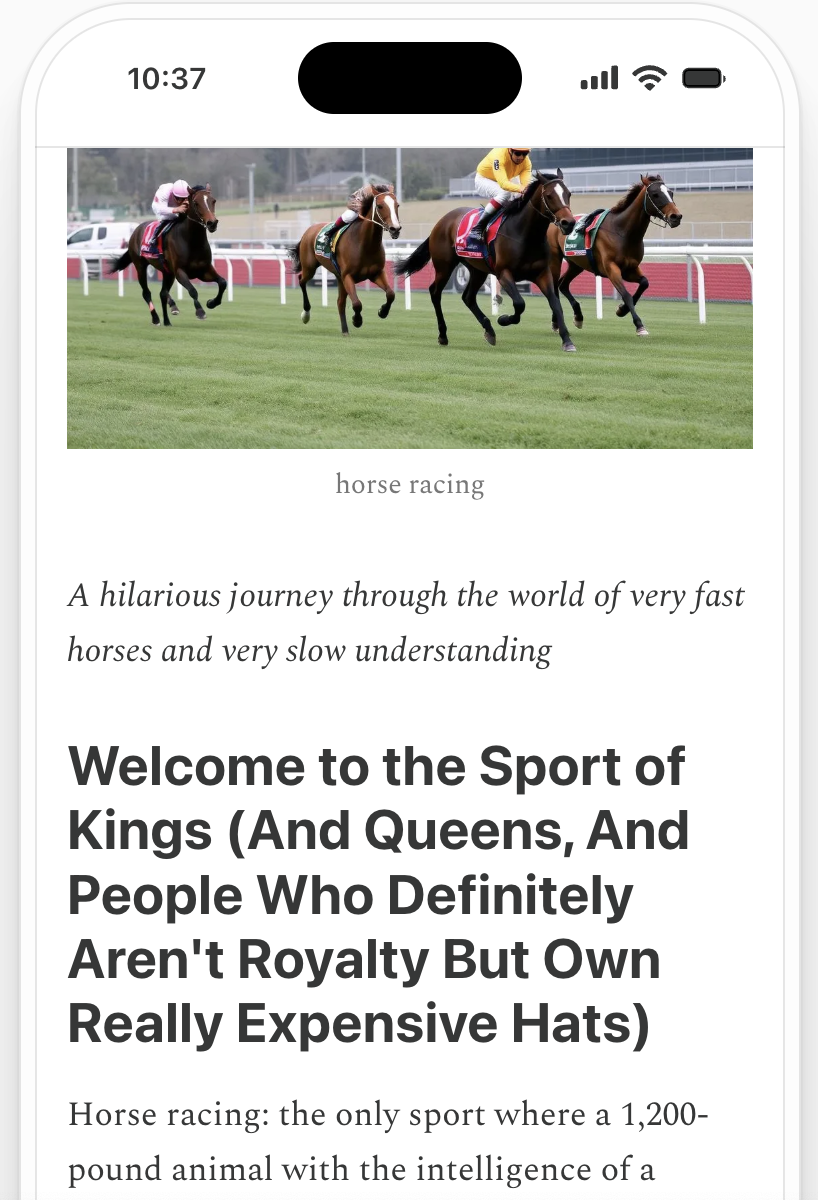 10:37
horse racing
A hilarious journey through the world of very fast
horses and very slow understanding
Welcome to the Sport of
Kings (And Queens, And
People Who Definitely
Aren't Royalty But Own
Really Expensive Hats)
Horse racing: the only sport where a 1,200-
pound animal with the intelligence of a